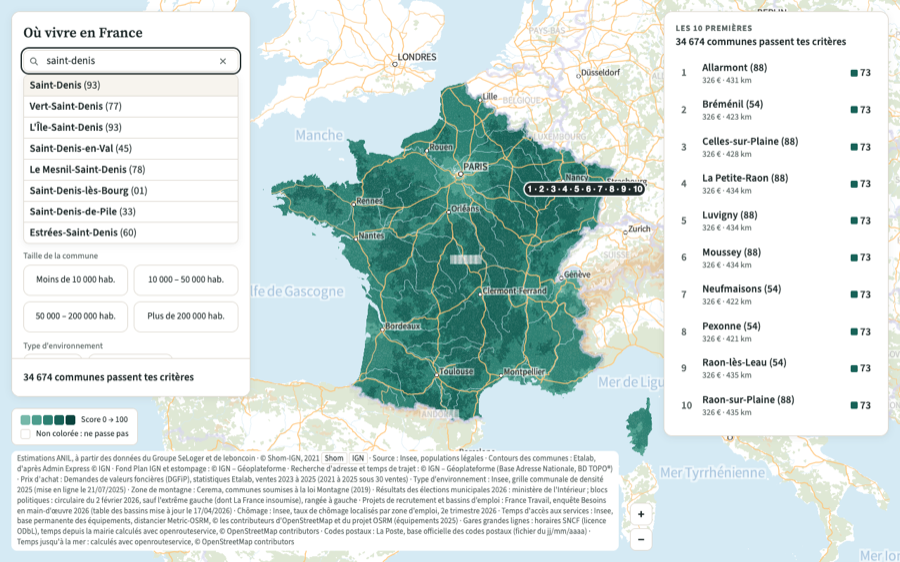 Où vivre en France
saint-denis
Saint-Denis (93)
Vert-Saint-Denis (77)
L'Île-Saint-Denis (93)
Saint-Denis-en-Val (45)
Le Mesnil-Saint-Denis (78)
Saint-Denis-lès-Bourg (01)
Saint-Denis-de-Pile (33)
Estrées-Saint-Denis (60)
Taille de la commune
Moins de 10 000 hab.
10 000 – 50 000 hab.
50 000 – 200 000 hab.
Plus de 200 000 hab.
Type d'environnement
34 674 communes passent tes critères
Score 0 → 100
Non colorée : ne passe pas
LONDRES
PAYS-BAS
Düsseldorf
Lille
BELGIQUE
LUXEMBOURG
Manche
Rouen
PARIS
Nancy
Strasbourg
1 · 2 · 3 · 4 · 5 · 6 · 7 · 8 · 9 · 10
Rennes
Orléans
Nantes
Zurich
SUISSE
Genève
Clermont Ferrand
lfe de Gascogne
Bordeaux
Toulouse
Montpellier
Mer de Ligu
ANDORRE
Barcelone
Mer Tyrrhénienne
Mer Ior
BERLIN
LES 10 PREMIÈRES
34 674 communes passent tes critères
1 Allarmont (88) 73
326 € · 431 km
2 Bréménil (54) 73
326 € · 423 km
3 Celles-sur-Plaine (88) 73
326 € · 428 km
4 La Petite-Raon (88) 73
326 € · 434 km
5 Luvigny (88) 73
326 € · 434 km
6 Moussey (88) 73
326 € · 434 km
7 Neufmaisons (54) 73
326 € · 422 km
8 Pexonne (54) 73
326 € · 421 km
9 Raon-lès-Leau (54) 73
326 € · 435 km
10 Raon-sur-Plaine (88) 73
326 € · 435 km
Estimations ANIL, à partir des données du Groupe SeLoger et de leboncoin · © Shom-IGN, 2021 Shom IGN · Source : Insee, populations légales · Contours des communes : Etalab,
d'après Admin Express © IGN · Fond Plan IGN et estompage : © IGN – Géoplateforme · Recherche d'adresse et temps de trajet : © IGN – Géoplateforme (Base Adresse Nationale, BD TOPO®)
· Prix d'achat : Demandes de valeurs foncières (DGFiP), statistiques Etalab, ventes 2023 à 2025 (2021 à 2025 sous 30 ventes) · Type d'environnement : Insee, grille communale de densité
2025 (mise en ligne le 21/07/2025) · Zone de montagne : Cerema, communes soumises à la loi Montagne (2019) · Résultats des élections municipales 2026 : ministère de l'Intérieur ; blocs
politiques : circulaire du 2 février 2026, sauf l'extrême gauche (dont La France insoumise), rangée à gauche · Projets de recrutement et bassins d'emploi : France Travail, enquête Besoins
en main-d'œuvre 2026 (table des bassins mise à jour le 17/04/2026) · Chômage : Insee, taux de chômage localisés par zone d'emploi, 2e trimestre 2026 · Temps d'accès aux services : Insee,
base permanente des équipements, distancier Metric-OSRM, © les contributeurs d'OpenStreetMap et du projet OSRM (équipements 2025) · Gares grandes lignes : horaires SNCF (licence
ODbL), temps depuis la mairie calculés avec openrouteservice, © OpenStreetMap contributors · Codes postaux : La Poste, base officielle des codes postaux (fichier du jj/mm/aaaa) ·
Temps jusqu'à la mer : calculés avec openrouteservice, © OpenStreetMap contributors
+
−